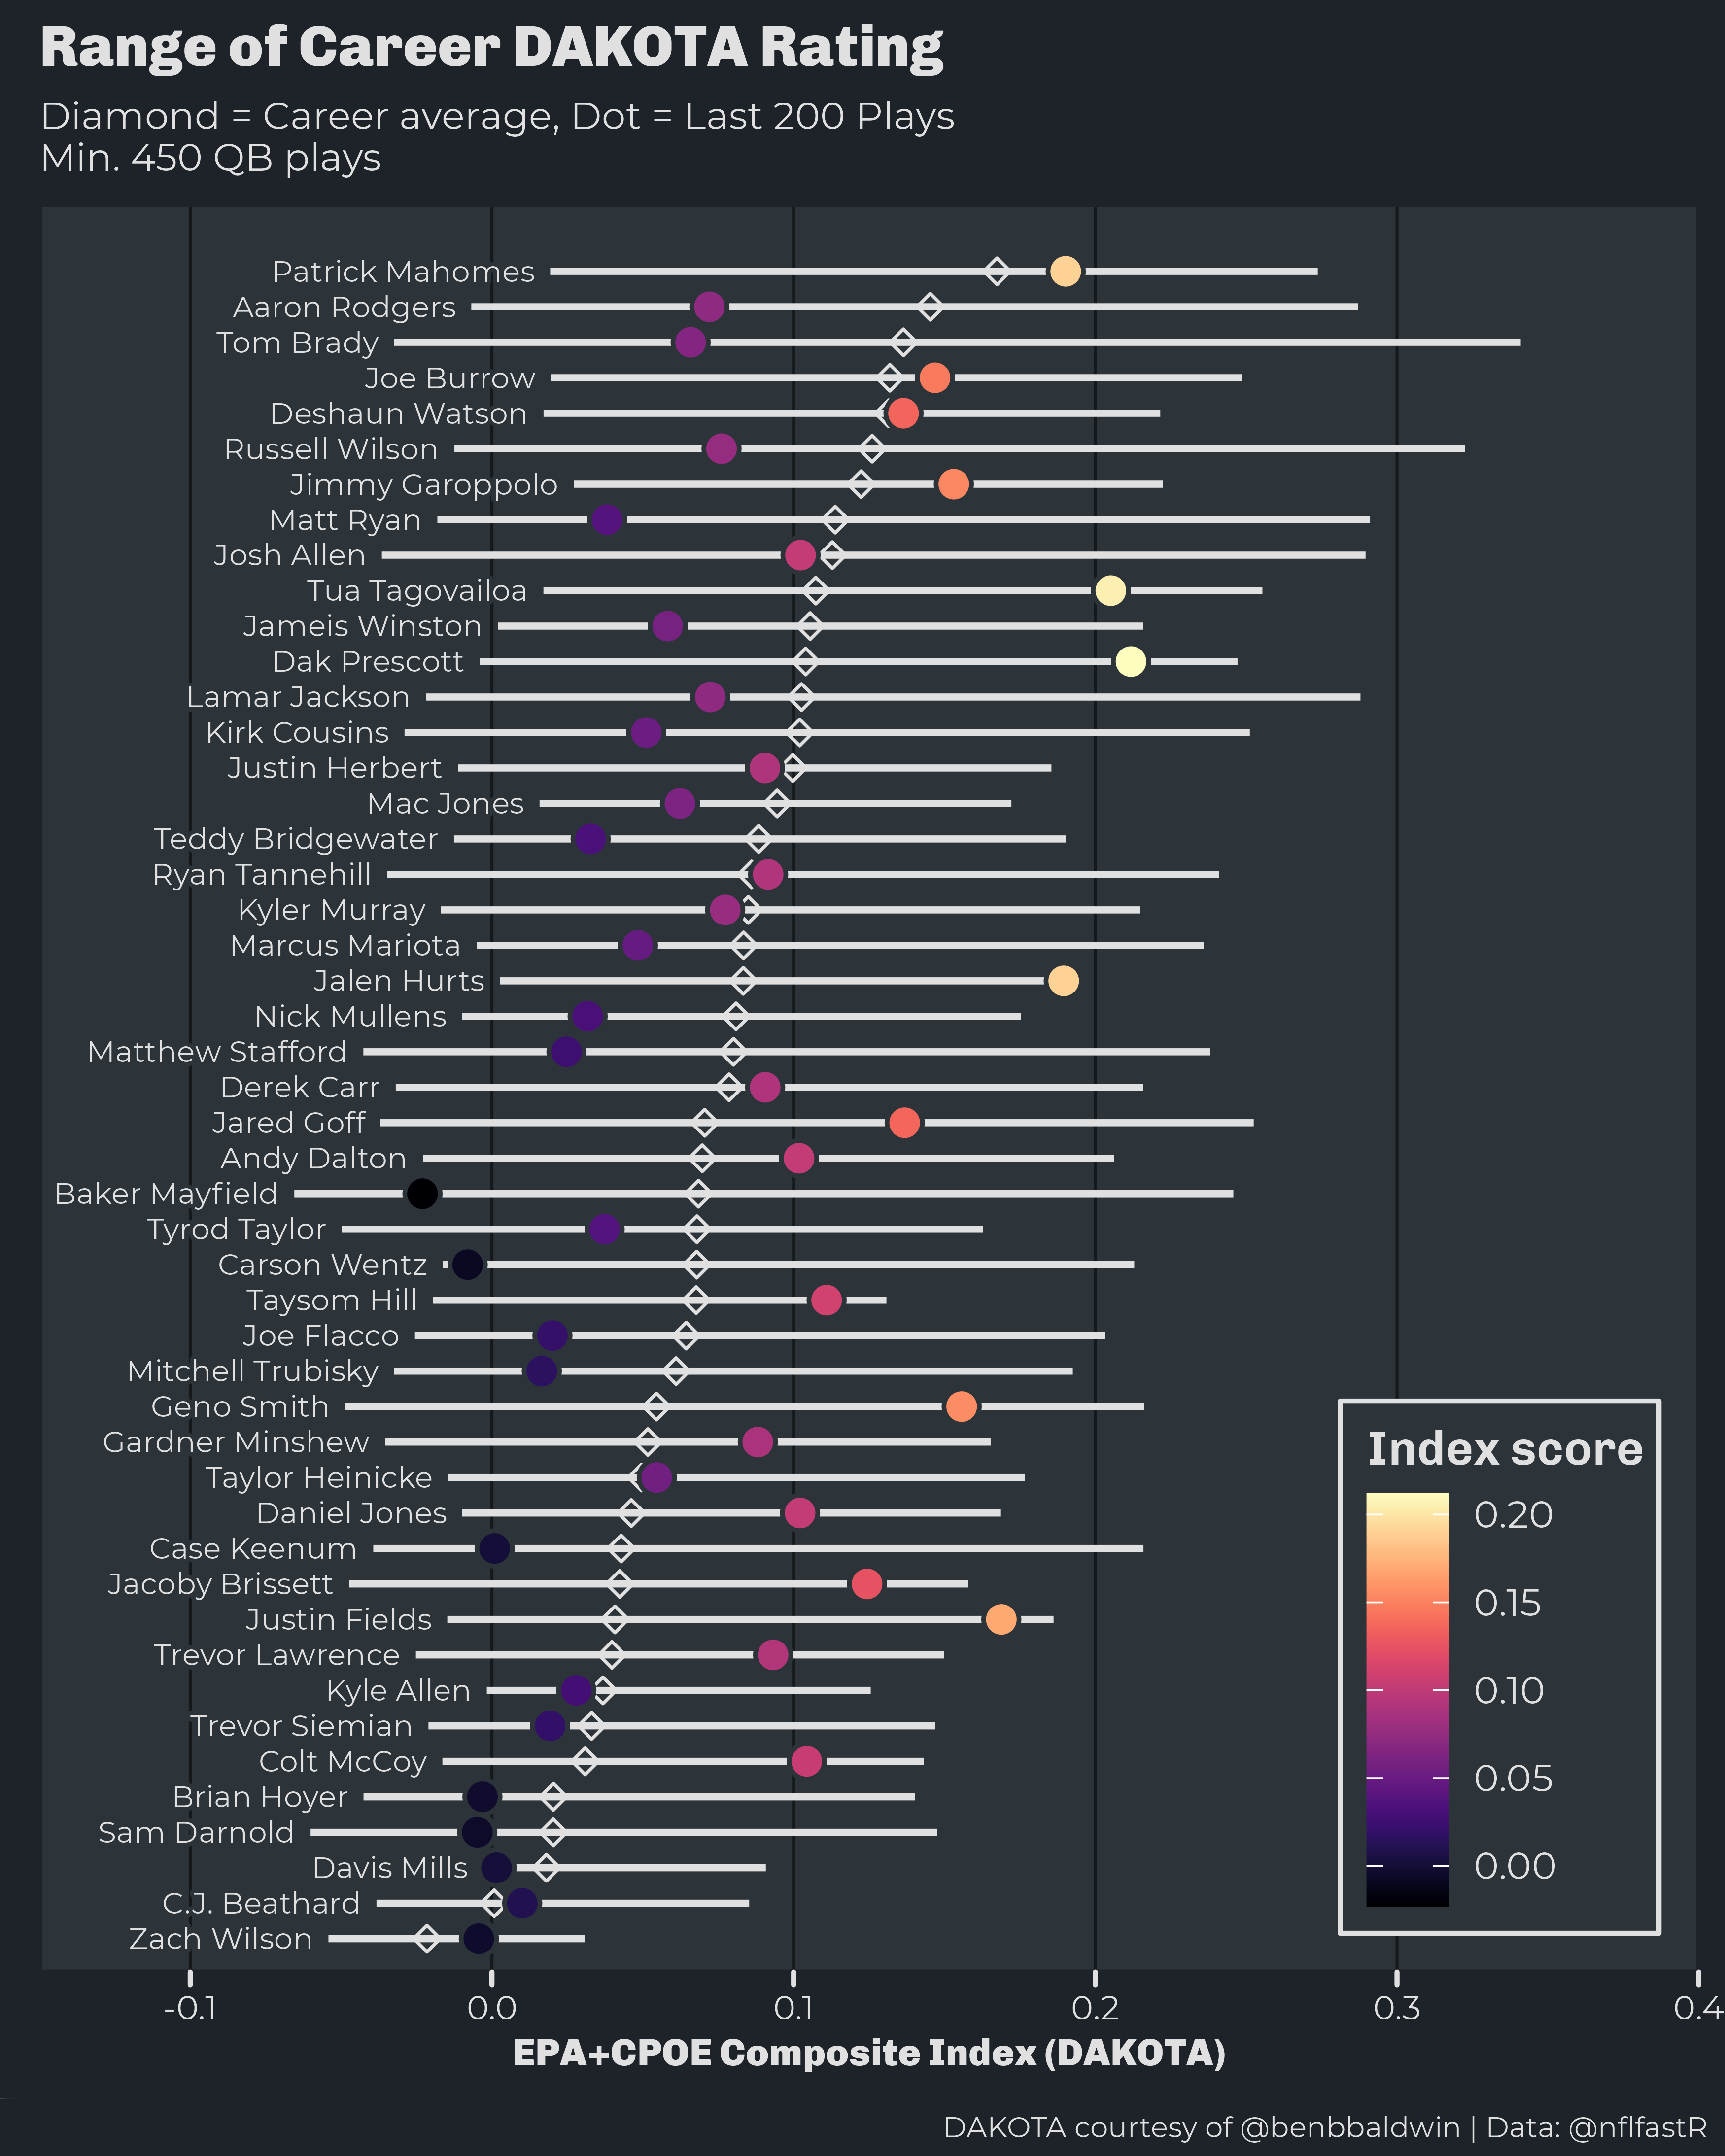 Range of Career DAKOTA Rating
Diamond = Career average, Dot = Last 200 Plays
Min. 450 QB plays
Patrick Mahomes
Aaron Rodgers
Tom Brady
Joe Burrow
Deshaun Watson
Russell Wilson
Jimmy Garoppolo
Matt Ryan
Josh Allen
Tua Tagovailoa
Jameis Winston
Dak Prescott
Lamar Jackson
Kirk Cousins
Justin Herbert
Mac Jones
Teddy Bridgewater
Ryan Tannehill
Kyler Murray
Marcus Mariota
Jalen Hurts
Nick Mullens
Matthew Stafford
Derek Carr
Jared Goff
Andy Dalton
Baker Mayfield
Tyrod Taylor
Carson Wentz
Taysom Hill
Joe Flacco
Mitchell Trubisky
Geno Smith
Gardner Minshew
Taylor Heinicke
Daniel Jones
Case Keenum
Jacoby Brissett
Justin Fields
Trevor Lawrence
Kyle Allen
Trevor Siemian
Colt McCoy
Brian Hoyer
Sam Darnold
Davis Mills
C.J. Beathard
Zach Wilson
Index score
0.20
0.15
0.10
0.05
0.00
-0.1 0.0 0.1 0.2 0.3 0.4
EPA+CPOE Composite Index (DAKOTA)
DAKOTA courtesy of @benbbaldwin | Data: @nflfastR